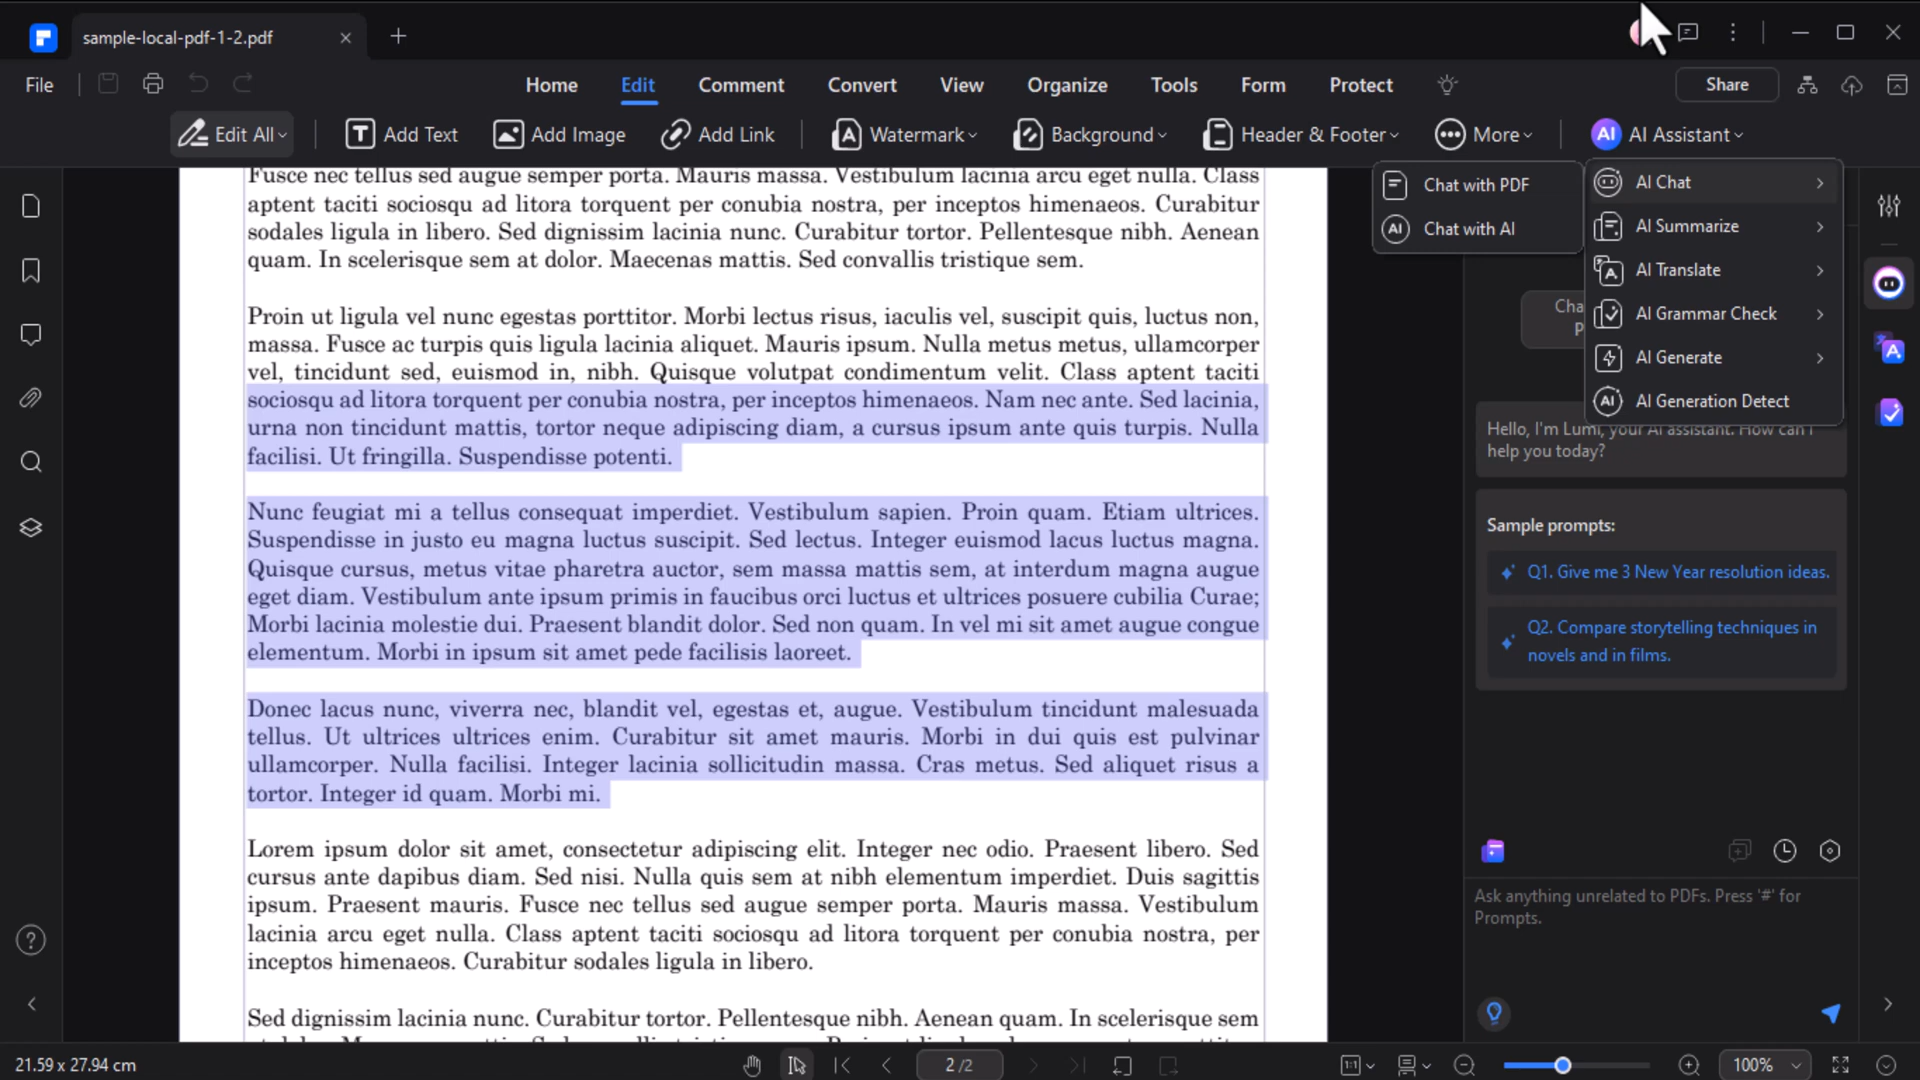 sample-local-pdf-1-2.pdf
File
Home
Edit
Comment
Convert
View
Organize
Tools
Form
Protect
Share
Edit All
Add Text
Add Image
Add Link
Watermark
Background
Header & Footer
More
AI Assistant
Chat with PDF
Chat with AI
AI Chat
AI Summarize
AI Translate
AI Grammar Check
AI Generate
AI Generation Detect
Fusce nec tellus sed augue semper porta. Mauris massa. Vestibulum lacinia arcu eget nulla. Class
aptent taciti sociosqu ad litora torquent per conubia nostra, per inceptos himenaeos. Curabitur
sodales ligula in libero. Sed dignissim lacinia nunc. Curabitur tortor. Pellentesque nibh. Aenean
quam. In scelerisque sem at dolor. Maecenas mattis. Sed convallis tristique sem.
Proin ut ligula vel nunc egestas porttitor. Morbi lectus risus, iaculis vel, suscipit quis, luctus non,
massa. Fusce ac turpis quis ligula lacinia aliquet. Mauris ipsum. Nulla metus metus, ullamcorper
vel, tincidunt sed, euismod in, nibh. Quisque volutpat condimentum velit. Class aptent taciti
sociosqu ad litora torquent per conubia nostra, per inceptos himenaeos. Nam nec ante. Sed lacinia,
urna non tincidunt mattis, tortor neque adipiscing diam, a cursus ipsum ante quis turpis. Nulla
facilisi. Ut fringilla. Suspendisse potenti.
Nunc feugiat mi a tellus consequat imperdiet. Vestibulum sapien. Proin quam. Etiam ultrices.
Suspendisse in justo eu magna luctus suscipit. Sed lectus. Integer euismod lacus luctus magna.
Quisque cursus, metus vitae pharetra auctor, sem massa mattis sem, at interdum magna augue
eget diam. Vestibulum ante ipsum primis in faucibus orci luctus et ultrices posuere cubilia Curae;
Morbi lacinia molestie dui. Praesent blandit dolor. Sed non quam. In vel mi sit amet augue congue
elementum. Morbi in ipsum sit amet pede facilisis laoreet.
Donec lacus nunc, viverra nec, blandit vel, egestas et, augue. Vestibulum tincidunt malesuada
tellus. Ut ultrices ultrices enim. Curabitur sit amet mauris. Morbi in dui quis est pulvinar
ullamcorper. Nulla facilisi. Integer lacinia sollicitudin massa. Cras metus. Sed aliquet risus a
tortor. Integer id quam. Morbi mi.
Lorem ipsum dolor sit amet, consectetur adipiscing elit. Integer nec odio. Praesent libero. Sed
cursus ante dapibus diam. Sed nisi. Nulla quis sem at nibh elementum imperdiet. Duis sagittis
ipsum. Praesent mauris. Fusce nec tellus sed augue semper porta. Mauris massa. Vestibulum
lacinia arcu eget nulla. Class aptent taciti sociosqu ad litora torquent per conubia nostra, per
inceptos himenaeos. Curabitur sodales ligula in libero.
Sed dignissim lacinia nunc. Curabitur tortor. Pellentesque nibh. Aenean quam. In scelerisque sem
Cha
P
Hello, I'm Lumi, your AI assistant. How can I
help you today?
Sample prompts:
Q1. Give me 3 New Year resolution ideas.
Q2. Compare storytelling techniques in
novels and in films.
Ask anything unrelated to PDFs. Press '#' for
Prompts.
21.59 x 27.94 cm
2 /2
1:1
100%